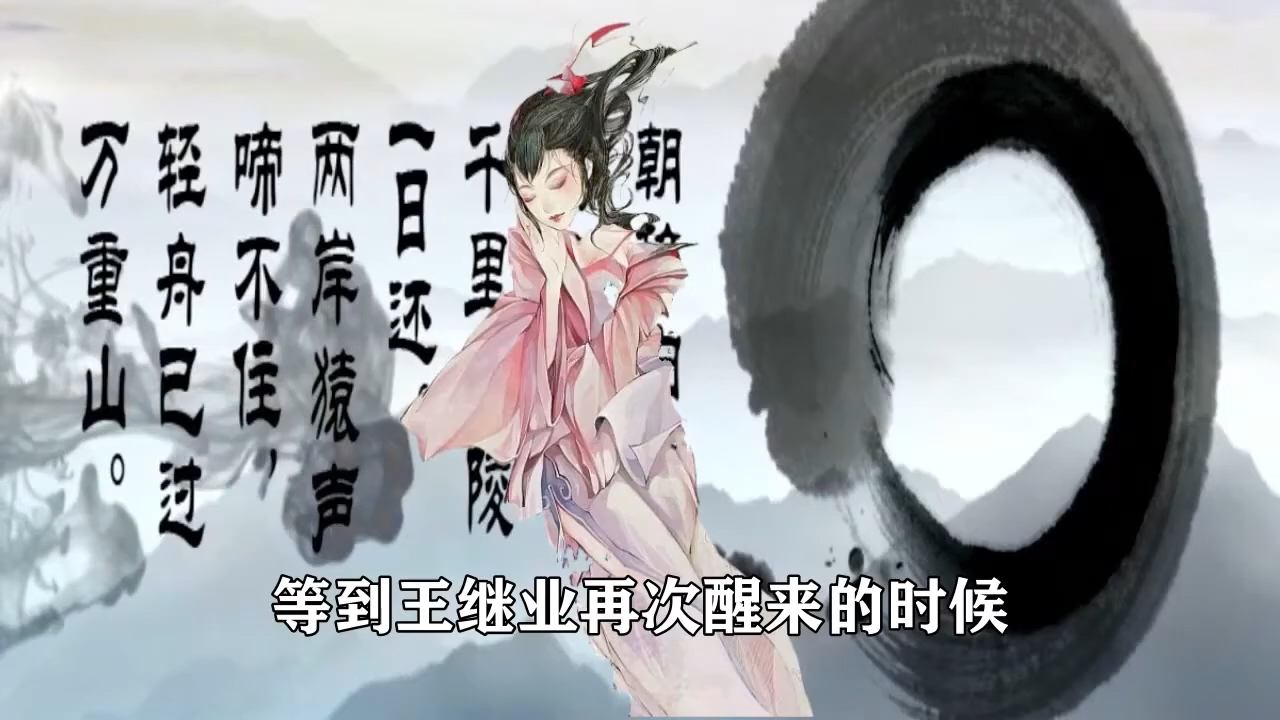 朝
千里陵
一日还。
两岸猿声
啼不住，
轻舟已过
万重山。
等到王继业再次醒来的时候